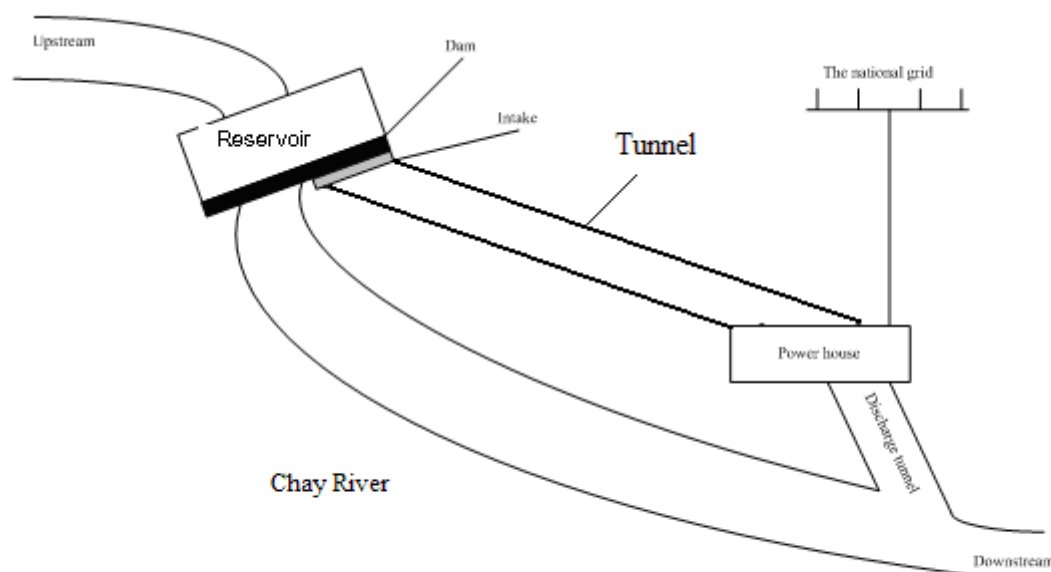 Upstream
Dam
The national grid
Intake
Reservoir
Tunnel
Power house
Discharge tunnel
Chay River
Downstream